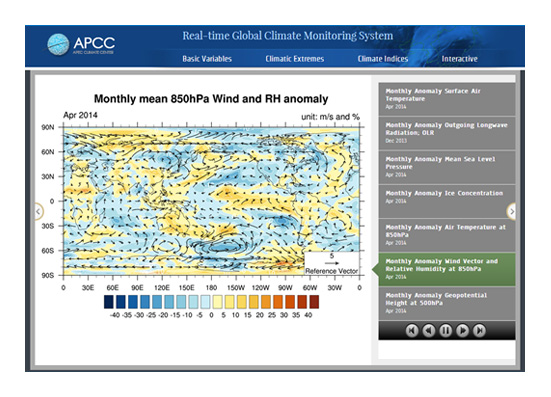 APCC
APEC CLIMATE CENTER
Real-time Global Climate Monitoring System
Basic Variables
Climatic Extremes
Climate Indices
Interactive
Monthly mean 850hPa Wind and RH anomaly
Apr 2014
unit: m/s and %
90N
60N
30N
0
30S
60S
90S
5
Reference Vector
0 30E 60E 90E 120E 150E 180 150W 120W 90W 60W 30W 0
-40 -35 -30 -25 -20 -15 -10 -5 0 5 10 15 20 25 30 35 40
Monthly Anomaly Surface Air
Temperature
Apr 2014
Monthly Anomaly Outgoing Longwave
Radiation; OLR
Dec 2013
Monthly Anomaly Mean Sea Level
Pressure
Apr 2014
Monthly Anomaly Ice Concentration
Apr 2014
Monthly Anomaly Air Temperature at
850hPa
Apr 2014
Monthly Anomaly Wind Vector and
Relative Humidity at 850hPa
Apr 2014
Monthly Anomaly Geopotential
Height at 500hPa
Apr 2014